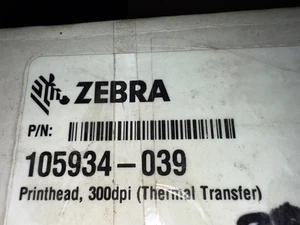 ZEBRA
P/N:
105934-039
Printhead, 300dpi (Thermal Transfer)